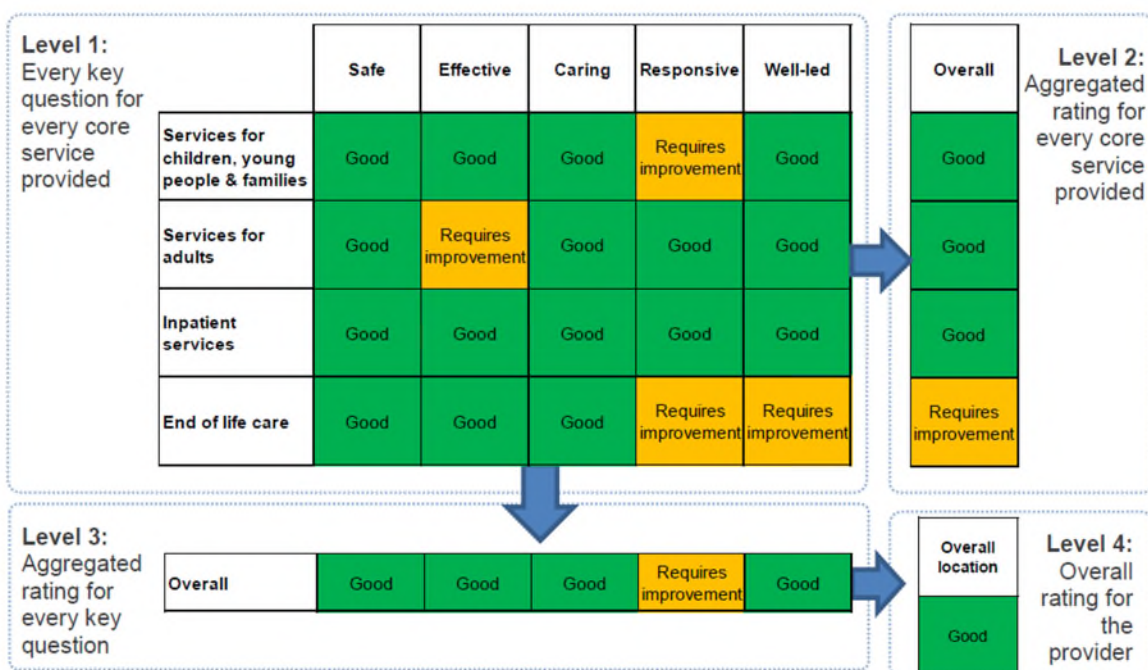 Level 1:
Every key
question for
every core
service
provided
Safe
Effective
Caring
Responsive
Well-led
Services for
children, young
people & families
Good
Good
Good
Requires
improvement
Good
Services for
adults
Good
Requires
improvement
Good
Good
Good
Inpatient
services
Good
Good
Good
Good
Good
End of life care
Good
Good
Good
Requires
improvement
Requires
improvement
Overall
Good
Good
Good
Requires
improvement
Level 2:
Aggregated
rating for
every core
service
provided
Level 3:
Aggregated
rating for
every key
question
Overall
Good
Good
Good
Requires
improvement
Good
Overall
location
Good
Level 4:
Overall
rating for
the
provider